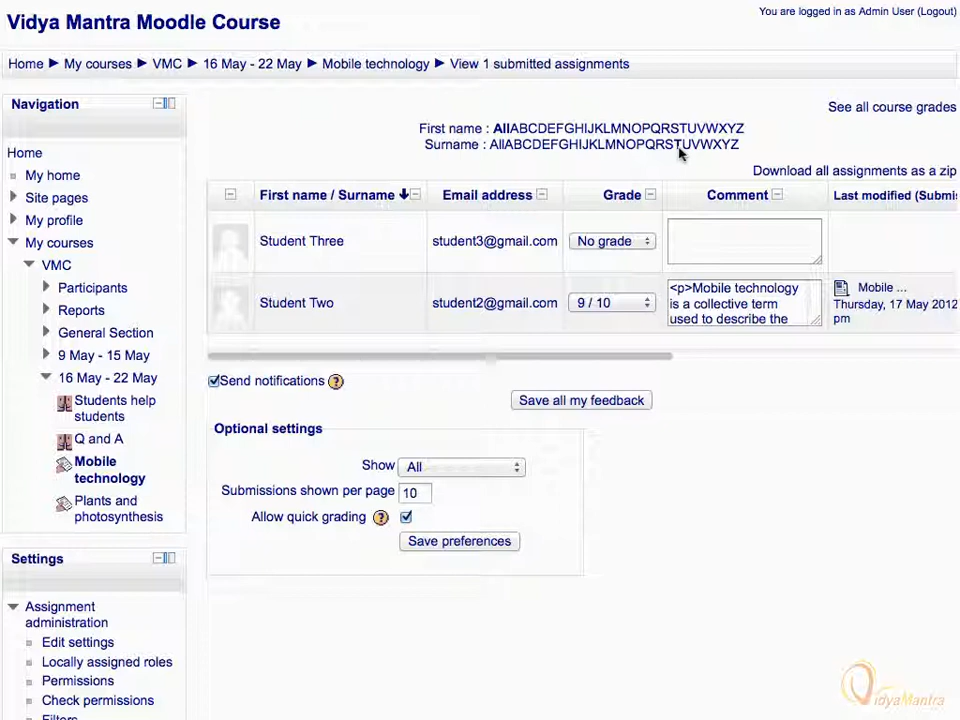 Vidya Mantra Moodle Course
You are logged in as Admin User (Logout)
Home ► My courses ► VMC ► 16 May - 22 May ► Mobile technology ► View 1 submitted assignments
Navigation
Home
My home
Site pages
My profile
My courses
VMC
Participants
Reports
General Section
9 May - 15 May
16 May - 22 May
Students help
students
Q and A
Mobile
technology
Plants and
photosynthesis
Settings
Assignment
administration
Edit settings
Locally assigned roles
Permissions
Check permissions
Filters
See all course grades
First name : AllABCDEFGHIJKLMNOPQRSTUVWXYZ
Surname : AllABCDEFGHIJKLMNOPQRSTUVWXYZ
Download all assignments as a zip
First name / Surname Email address Grade Comment Last modified (Submi
Student Three student3@gmail.com No grade
Student Two student2@gmail.com 9 / 10
<p>Mobile technology
is a collective term
used to describe the
Mobile ...
Thursday, 17 May 2012
pm
Send notifications
Save all my feedback
Optional settings
Show All
Submissions shown per page 10
Allow quick grading
Save preferences
VidyaMantra